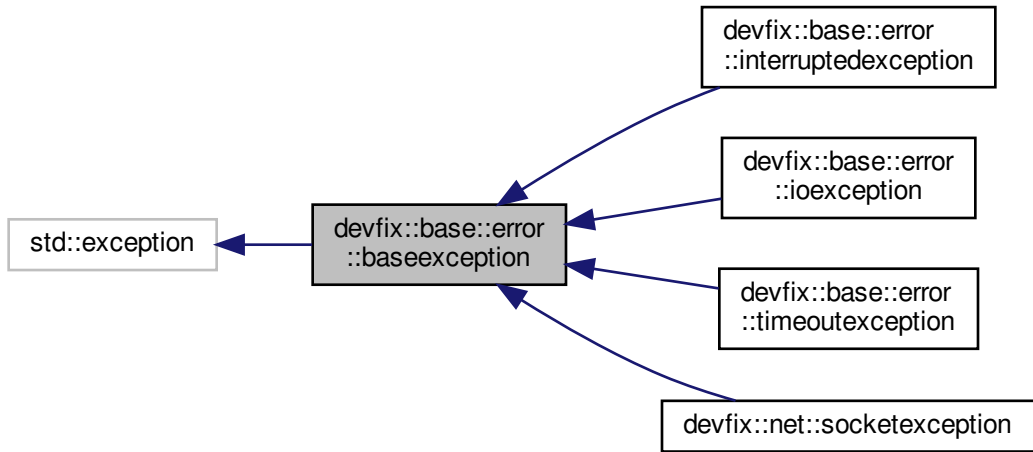 std::exception
devfix::base::error
::baseexception
devfix::base::error
::interruptedexception
devfix::base::error
::ioexception
devfix::base::error
::timeoutexception
devfix::net::socketexception